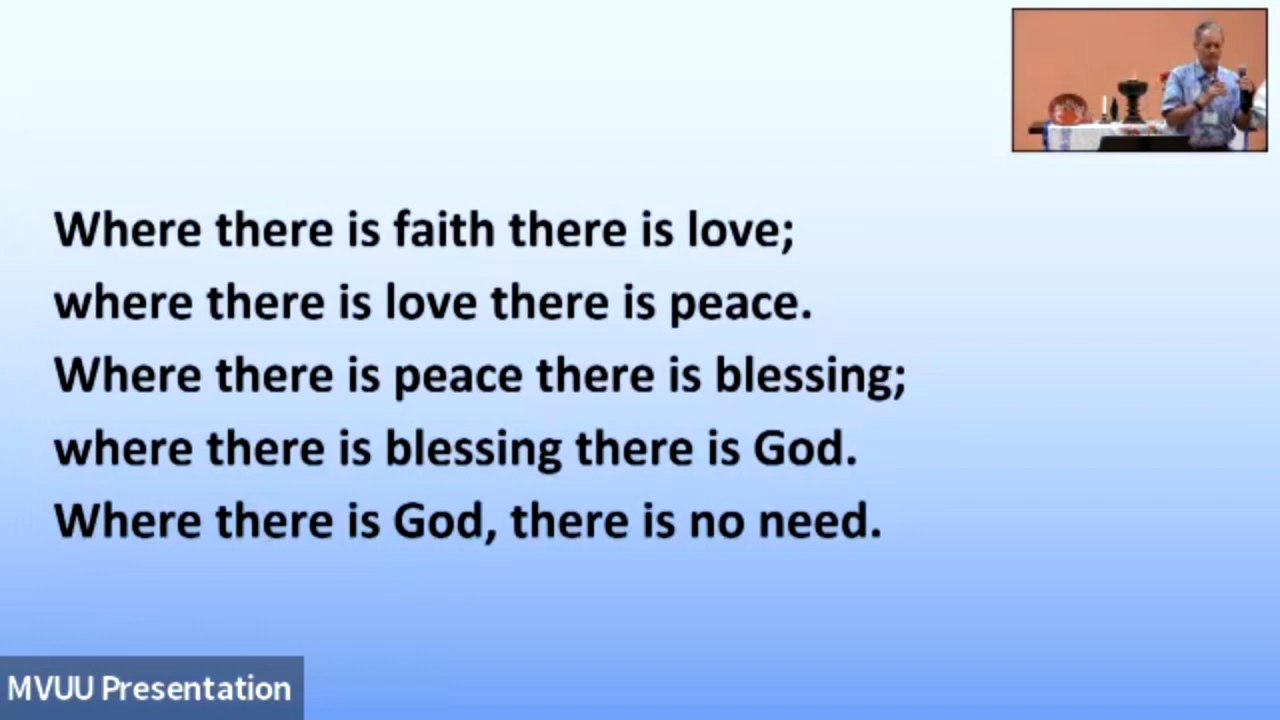 Where there is faith there is love;
where there is love there is peace.
Where there is peace there is blessing;
where there is blessing there is God.
Where there is God, there is no need.
MVUU Presentation